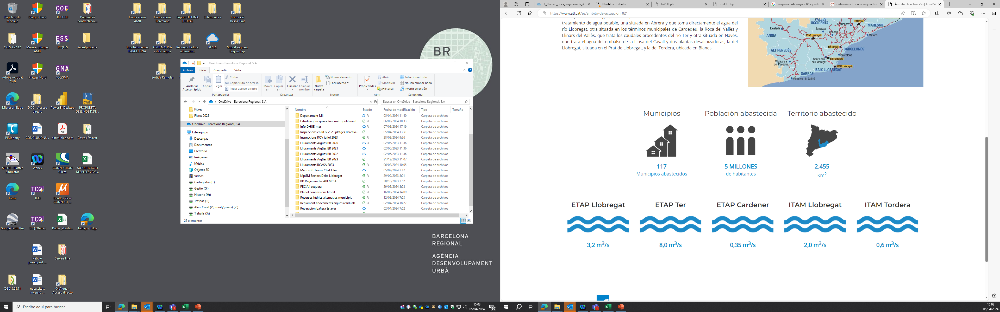 Papelera de reciclaje
Platges Gavà
TCQCOF
Preparació contractacio...
Concessions AMB
Concessions Barcelona
Suport OFICINA LITORAL
3 Xemeneies
Connexió Besòs-Prat
QGIS 3.22.12
Mesures platges AMB
TCQESS
Avantprojecte
Topobatimetries BARCELONA
ORDENANÇA estalvi aigua
Recursos hídrics alternatius
PECIA
Suport sequera Eng en cap
Adobe Acrobat 2020
Platges Nord
TCQGMA
Sortida Remolar
Microsoft Edge
DOC - Acceso directo
Power BI Desktop
PROPUESTA DESLINDE D.DE...
PIMphony
CONCLUSIONS...
dinA4 blanc.pdf
Gastos Estavar
SPLOT - Plotter Simulator
Webex
CONNECTION Client
AUTORITZACIO DESPESES 2023...
Citrix
TCQ
Bentley View CONNECT ...
Google Earth Pro
TCQ Ofertes
Dades_abasta...
Trabajo - Edge
Petició pressupost ...
Serveis Fira
QGIS 3.28.11
necessitats inversió ...
04 Aigua - Acceso directo
BR
BARCELONA
REGIONAL
AGÈNCIA
DESENVOLUPAMENT
URBÀ
OneDrive - Barcelona Regional, S.A
Archivo Inicio Compartir Vista
Anclar al Acceso rápido
Copiar
Pegar
Cortar
Copiar ruta de acceso
Pegar acceso directo
Mover a
Copiar a
Eliminar
Cambiar nombre
Nueva carpeta
Nuevo elemento
Fácil acceso
Propiedades
Abrir
Modificar
Historial
Seleccionar todo
No seleccionar nada
Invertir selección
Portapapeles Organizar Nuevo Abrir Seleccionar
OneDrive - Barcelona Regional, S.A
Buscar en OneDrive - Barcelona Regional, S.A
Fitxes
Fitxes 2023
OneDrive - Barcelona Regional, S.A
Este equipo
Descargas
Documentos
Escritorio
Imágenes
Música
Objetos 3D
Vídeos
Cartografia (F:)
Gestio (G:)
Historic (H:)
Traspas (T:)
Aleix.Coral (\\brunity\users) (V:)
Treballs (X:)
Nombre Estado Fecha de modificación Tipo Tamaño
Departament Mil 05/04/2024 11:40 Carpeta de archivos
Estudi aigües grises àrea metropolitana d... 06/02/2024 10:33 Carpeta de archivos
Info DHUB mar 07/02/2024 17:19 Carpeta de archivos
Inspeccions en ROV 2023 platges Barcelo... 05/04/2024 13:51 Carpeta de archivos
Inspeccions ROV juliol 2023 28/02/2024 9:26 Carpeta de archivos
Lliuraments Aigües BR 2020 02/06/2023 11:36 Carpeta de archivos
Lliuraments Aigües BR 2021 02/06/2023 11:36 Carpeta de archivos
Lliuraments Aigües BR 2022 02/06/2023 11:36 Carpeta de archivos
Lliuraments Aigües BR 2023 21/12/2023 11:07 Carpeta de archivos
Lliuraments BCASA 2023 06/02/2024 10:05 Carpeta de archivos
Microsoft Teams Chat Files 05/02/2024 7:47 Carpeta de archivos
MpGM Sectors Delta Llobregat 29/09/2023 8:01 Carpeta de archivos
PD Regenerades ABEMCIA 30/10/2023 7:52 Carpeta de archivos
PECIA i sequera 29/02/2024 8:28 Carpeta de archivos
Plànol concessions litoral 16/02/2024 14:09 Carpeta de archivos
Recursos hídrics alternatius municipis 12/02/2024 7:53 Carpeta de archivos
Reglament abocaments aigües residuals 02/04/2024 18:27 Carpeta de archivos
Reparación bañera Estavar 02/04/2024 7:52 Carpeta de archivos
25 elementos
Escribe aquí para buscar.
15:03
05/04/2024
20
1_Revisio_docs_regenerada_A
Nautilus: Treballs
toPDF.php
toPDF.php
sequera catalunya - Búsqueda
Cataluña sufre una sequía hist
Ámbito de actuación | Ens d'A
https://www.atl.cat/es/ambito-de-actuacion_821
tratamiento de agua potable, una situada en Abrera y que toma directamente el agua del
río Llobregat, otra situada en los términos municipales de Cardedeu, la Roca del Vallès y
Llinars del Vallès, que trata los caudales procedentes del río Ter y otra situada en Navés,
que trata el agua del embalse de la Llosa del Cavall y dos plantas desalinizadoras, la del
Llobregat, situada en el Prat de Llobregat, y la del Tordera, ubicada en Blanes.
VALLÈS OCCIDENTAL
ETAP Ter
Granollers
MARESME
Igualada
Terrassa
Sabadell
Mataró
ANOIA
ETAP Llobregat
ALT PENEDÈS
ED Trinitat
BARCELONÈS
Barcelona
Sant Feliu de Llobregat
ED Fontsanta
Vilafranca del Penedès
ITAM Llobregat
BAIX LLOBREGAT
GARRAF
Vilanova i la Geltrú
Municipios Población abastecida Territorio abastecido
117 5 MILLONES 2.455
Municipios abastecidos de habitantes Km2
ETAP Llobregat ETAP Ter ETAP Cardener ITAM Llobregat ITAM Tordera
3,2 m3/s 8,0 m3/s 0,35 m3/s 2,0 m3/s 0,6 m3/s
15:03
05/04/2024